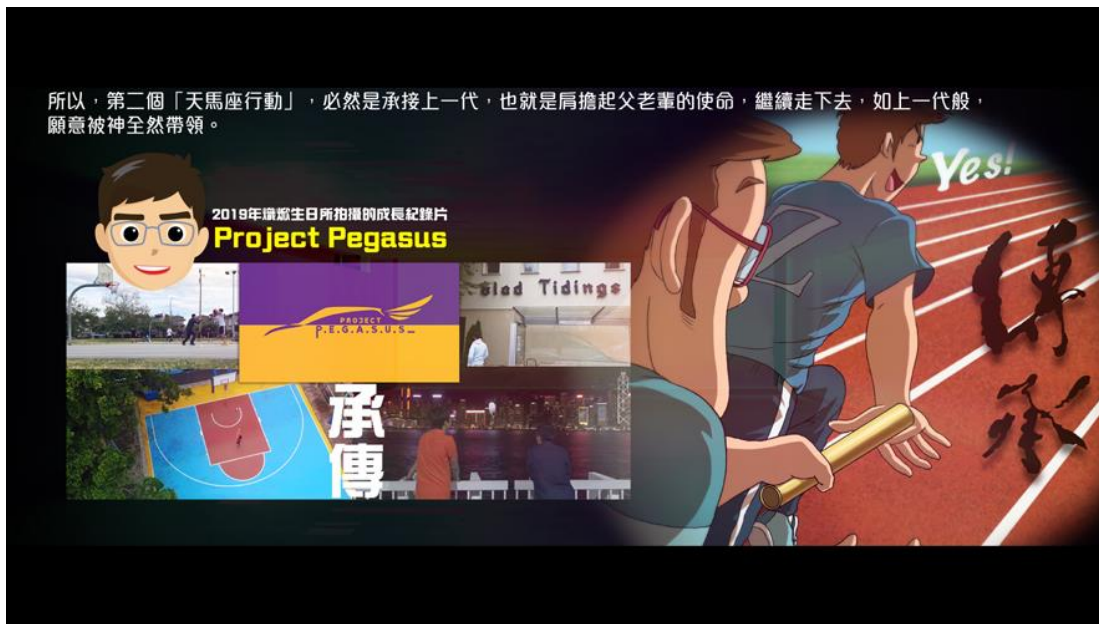 所以，第二個「天馬座行動」，必然是承接上一代，也就是肩擔起父老輩的使命，繼續走下去，如上一代般，
願意被神全然帶領。
2019年熾燃生日所拍攝的成長紀錄片
Project Pegasus
PROJECT
P.E.G.A.S.U.S
Glad Tidings
承傳
Yes!
傳承